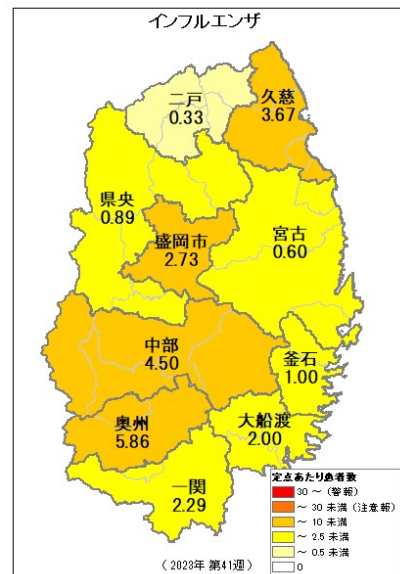 インフルエンザ
二戸
0.33
久慈
3.67
県央
0.89
盛岡市
2.73
宮古
0.60
中部
4.50
釜石
1.00
奥州
5.86
大船渡
2.00
一関
2.29
定点あたり患者数
30 ～ (警報)
～ 30 未満 (注意報)
～ 10 未満
～ 2.5 未満
～ 0.5 未満
0
(2023年 第41週)